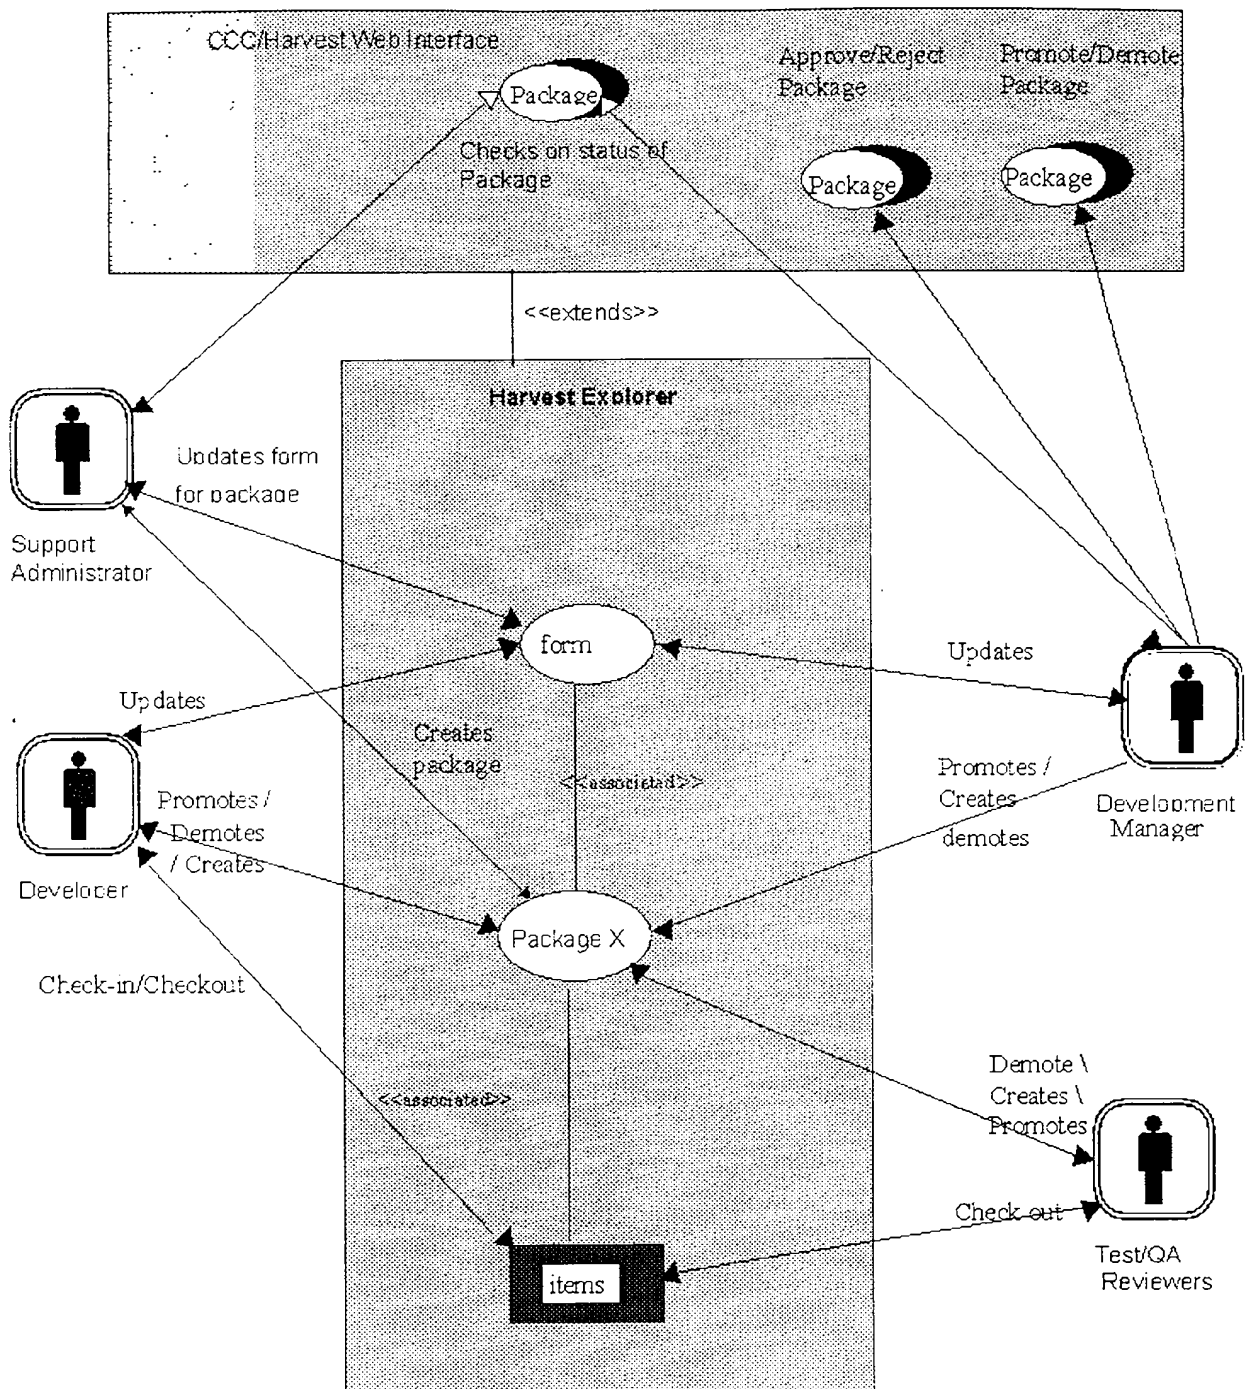 CCC/Harvest Web Interface
Approve/Reject
Package
Promote/Demote
Package
Package
Checks on status of
Package
Package
Package
<<extends>>
Harvest Explorer
Updates form
for package
Support
Administrator
form
Updates
Updates
Creates
package
<<associated>>
Promotes /
Creates
demotes
Development
Manager
Promotes /
Demotes
/ Creates
Developer
Package X
Check-in/Checkout
Demote \
Creates \
Promotes
<<associated>>
Check out
Test/QA
Reviewers
items